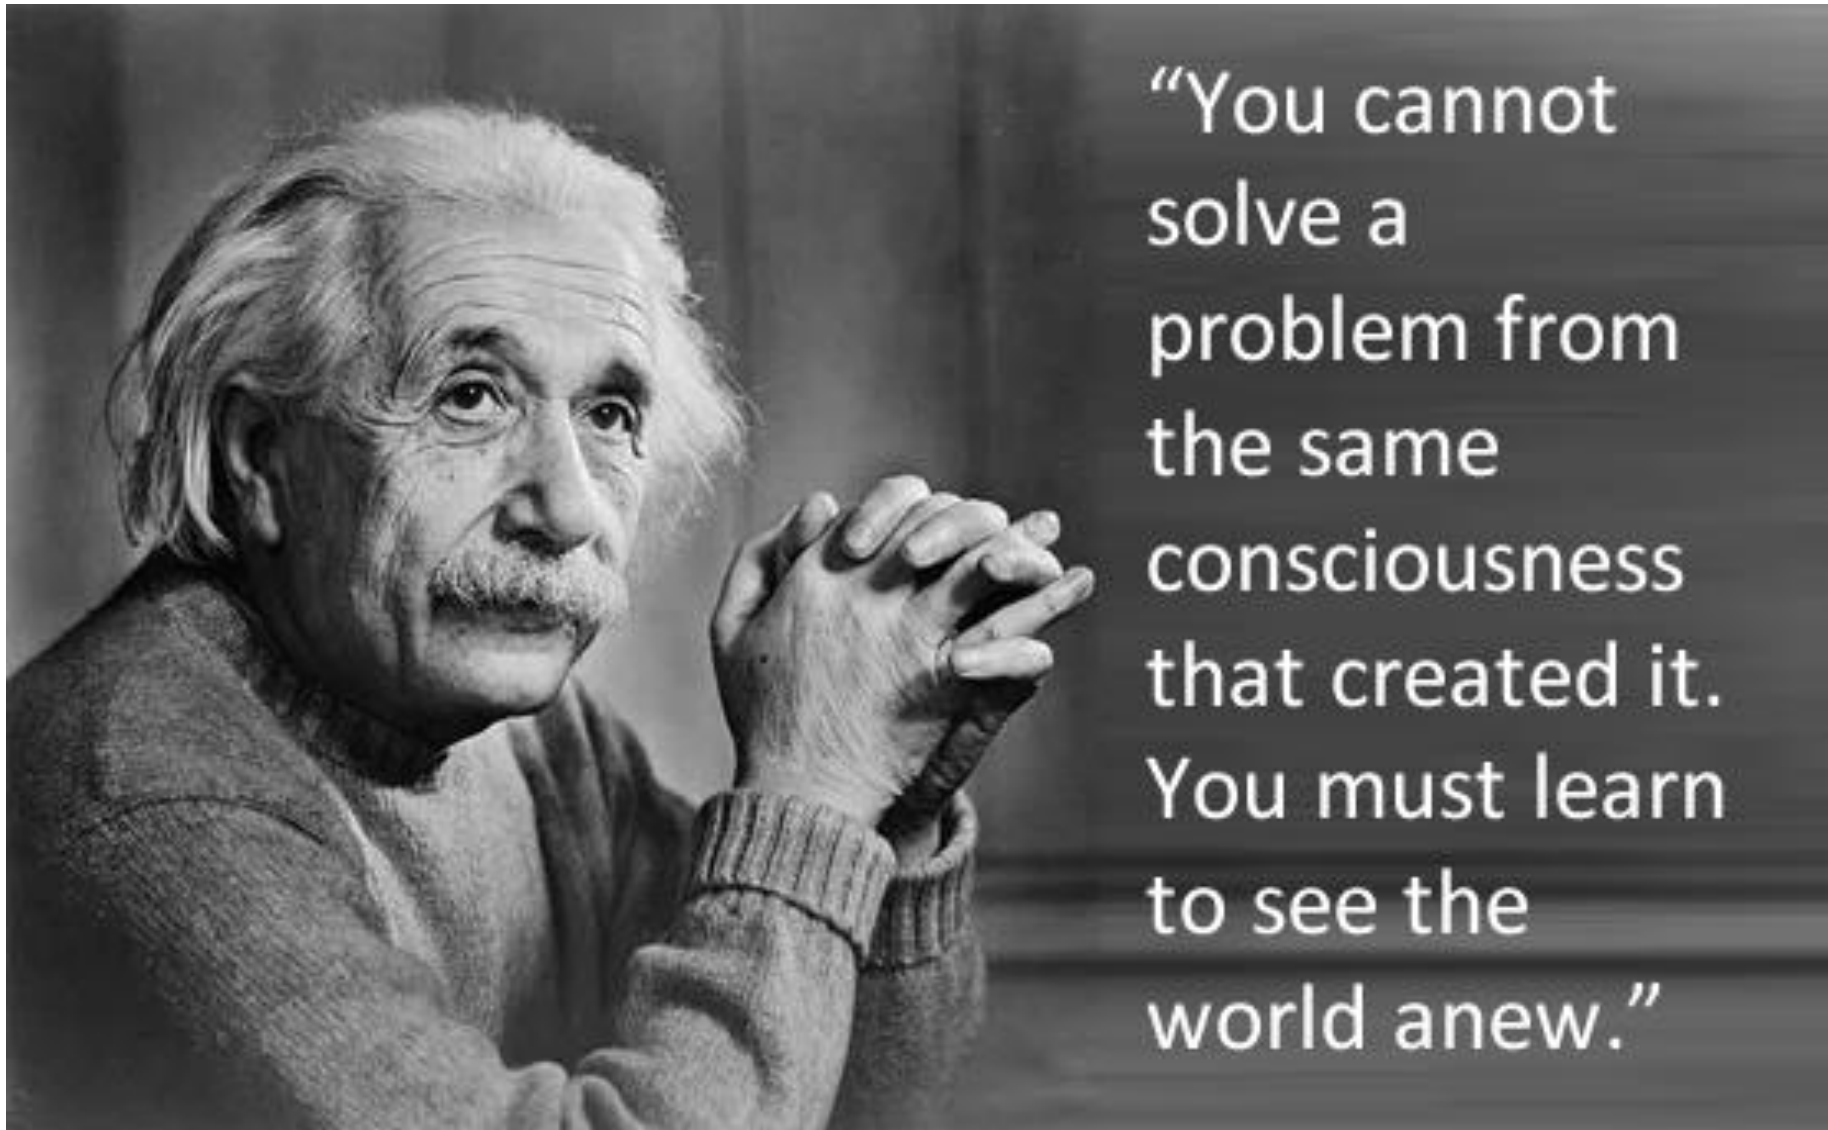 “You cannot
solve a
problem from
the same
consciousness
that created it.
You must learn
to see the
world anew.”